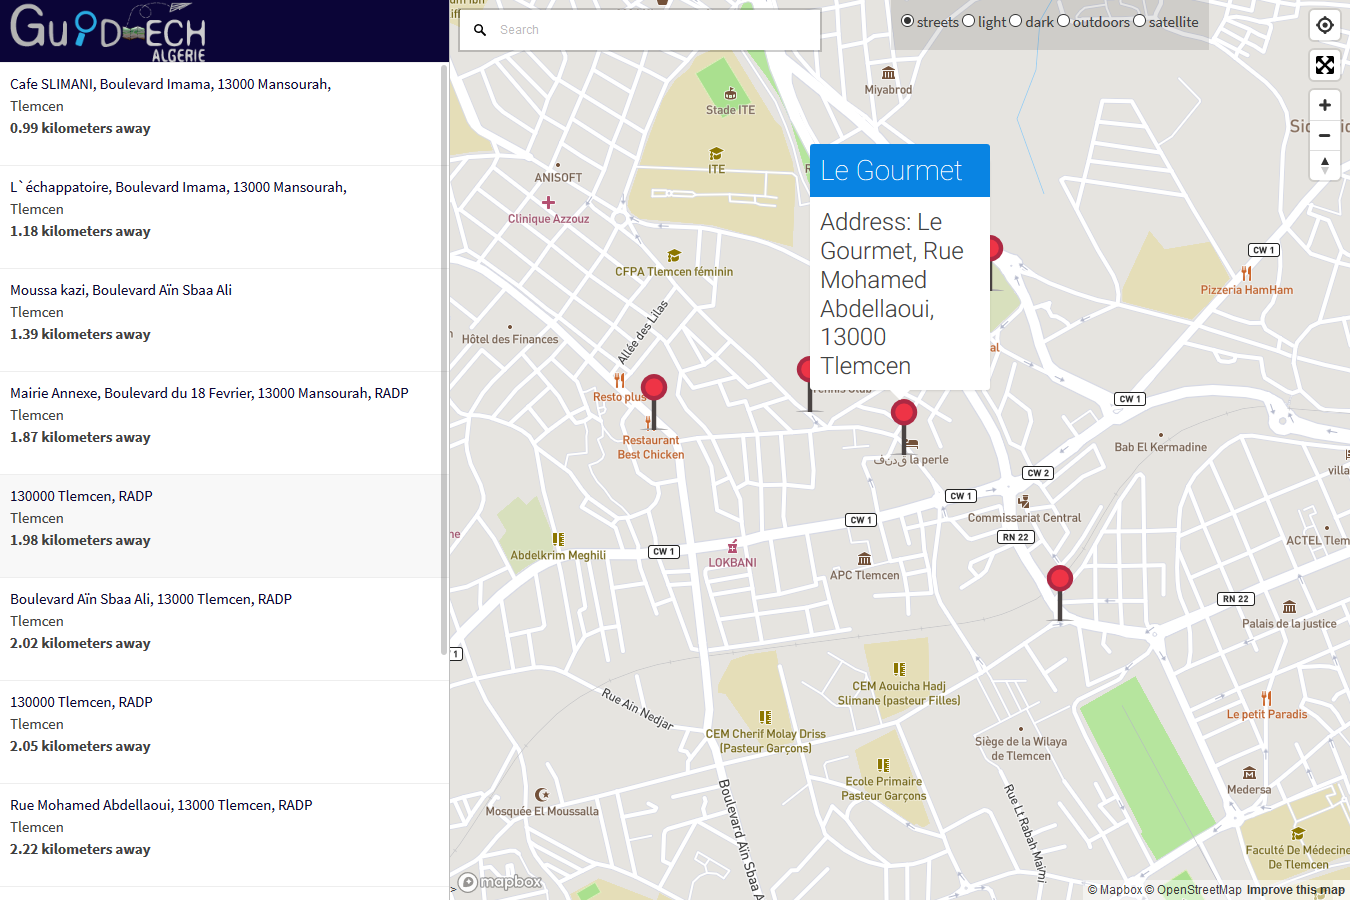 Guid ECH
ALGERIE
Cafe SLIMANI, Boulevard Imama, 13000 Mansourah,
Tlemcen
0.99 kilometers away
L`échappatoire, Boulevard Imama, 13000 Mansourah,
Tlemcen
1.18 kilometers away
Moussa kazi, Boulevard Aïn Sbaa Ali
Tlemcen
1.39 kilometers away
Mairie Annexe, Boulevard du 18 Fevrier, 13000 Mansourah, RADP
Tlemcen
1.87 kilometers away
130000 Tlemcen, RADP
Tlemcen
1.98 kilometers away
Boulevard Aïn Sbaa Ali, 13000 Tlemcen, RADP
Tlemcen
2.02 kilometers away
130000 Tlemcen, RADP
Tlemcen
2.05 kilometers away
Rue Mohamed Abdellaoui, 13000 Tlemcen, RADP
Tlemcen
2.22 kilometers away
Search
streets light dark outdoors satellite
Miyabrod
Stade ITE
ITE
ANISOFT
Clinique Azzouz
CFPA Tlemcen féminin
Le Gourmet
Address: Le
Gourmet, Rue
Mohamed
Abdellaoui,
13000
Tlemcen
CW 1
Pizzeria HamHam
Hôtel des Finances
Allée des Lilas
Resto plus
Restaurant
Best Chicken
CW 1
Bab El Kermadine
فندق la perle
CW 2
CW 1
Commissariat Central
CW 1
RN 22
ACTEL Tlem
Abdelkrim Meghili
CW 1
LOKBANI
APC Tlemcen
RN 22
Palais de la justice
1
CEM Aouicha Hadj
Slimane (pasteur Filles)
Rue Ain Nedjar
CEM Cherif Molay Driss
(Pasteur Garçons)
Le petit Paradis
Siège de la Wilaya
de Tlemcen
Ecole Primaire
Pasteur Garçons
Medersa
Mosquée El Moussalla
Boulevard Aïn Sbaa A
Rue Lt Rabah Maimi
Faculté De Médecine
De Tlemcen
mapbox
© Mapbox © OpenStreetMap Improve this map